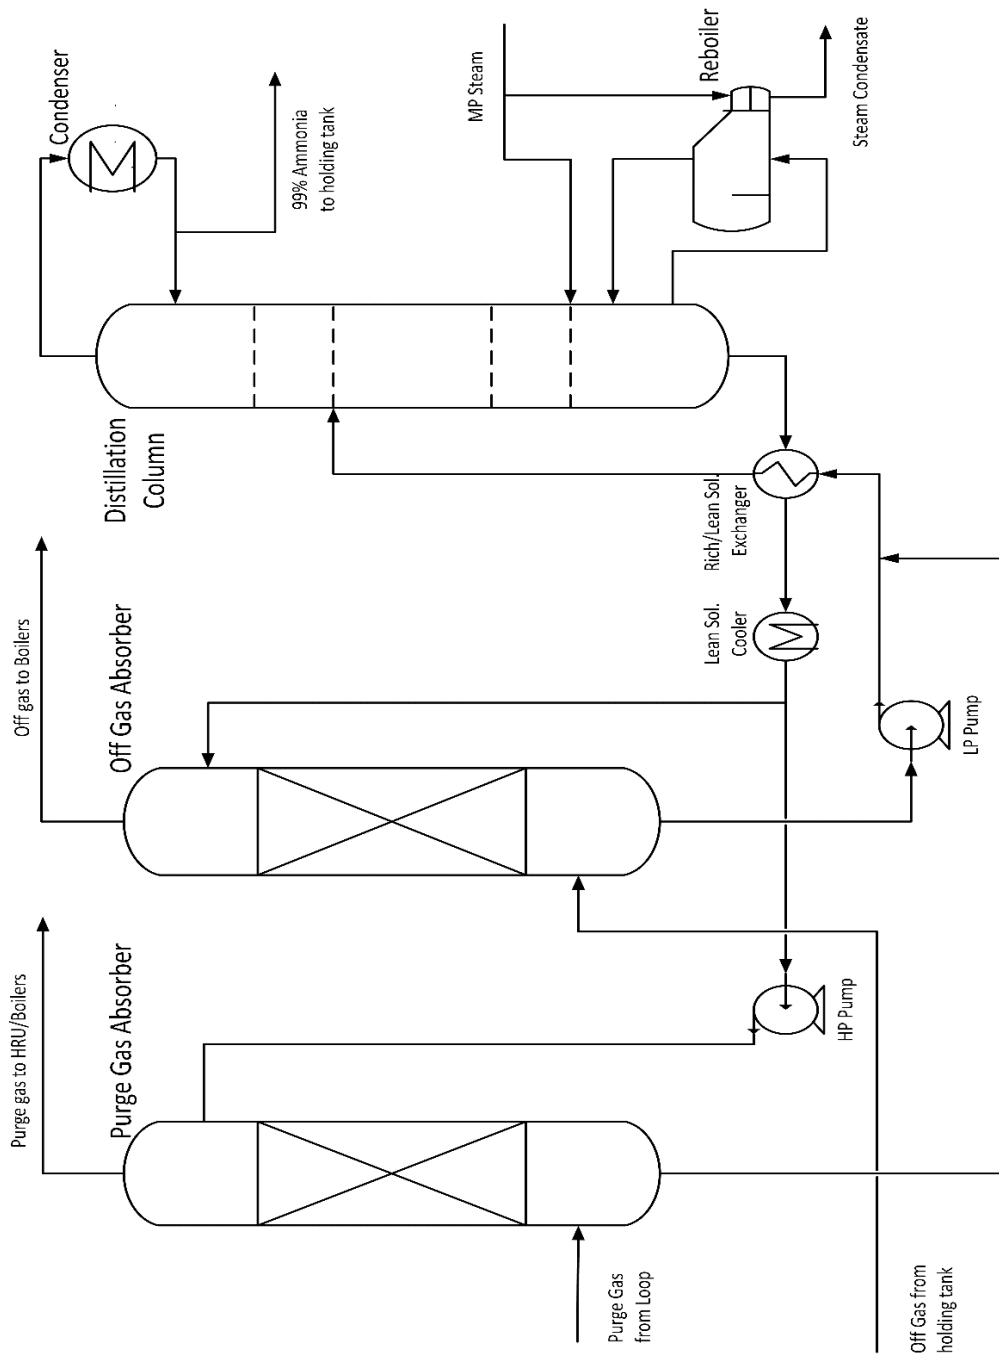 Purge gas to HRU/Boilers
Purge Gas Absorber
Purge Gas
from Loop
Off Gas from
holding tank
HP Pump
Off gas to Boilers
Off Gas Absorber
LP Pump
Lean Sol.
Cooler
Rich/Lean Sol.
Exchanger
Distillation
Column
Condenser
99% Ammonia
to holding tank
MP Steam
Reboiler
Steam Condensate